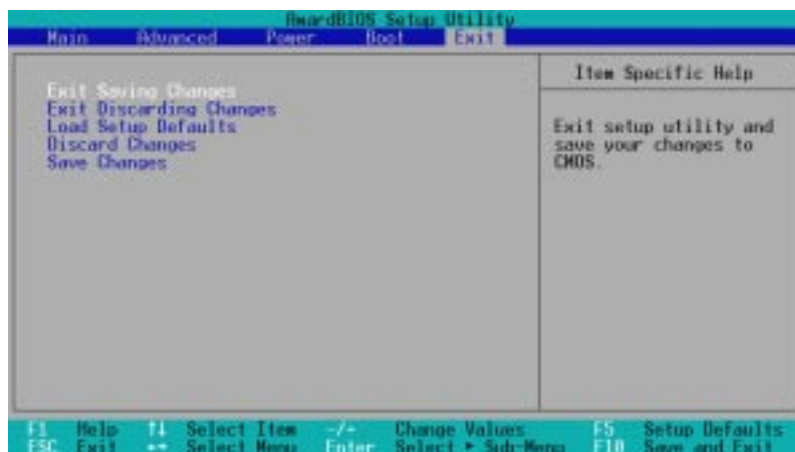 AwardBIOS Setup Utility
Main Advanced Power Boot Exit
Item Specific Help
Exit Saving Changes
Exit Discarding Changes
Load Setup Defaults
Discard Changes
Save Changes
Exit setup utility and
save your changes to
CMOS.
F1 Help ↑↓ Select Item -/+ Change Values F5 Setup Defaults
ESC Exit ←→ Select Menu Enter Select ► Sub-Menu F10 Save and Exit